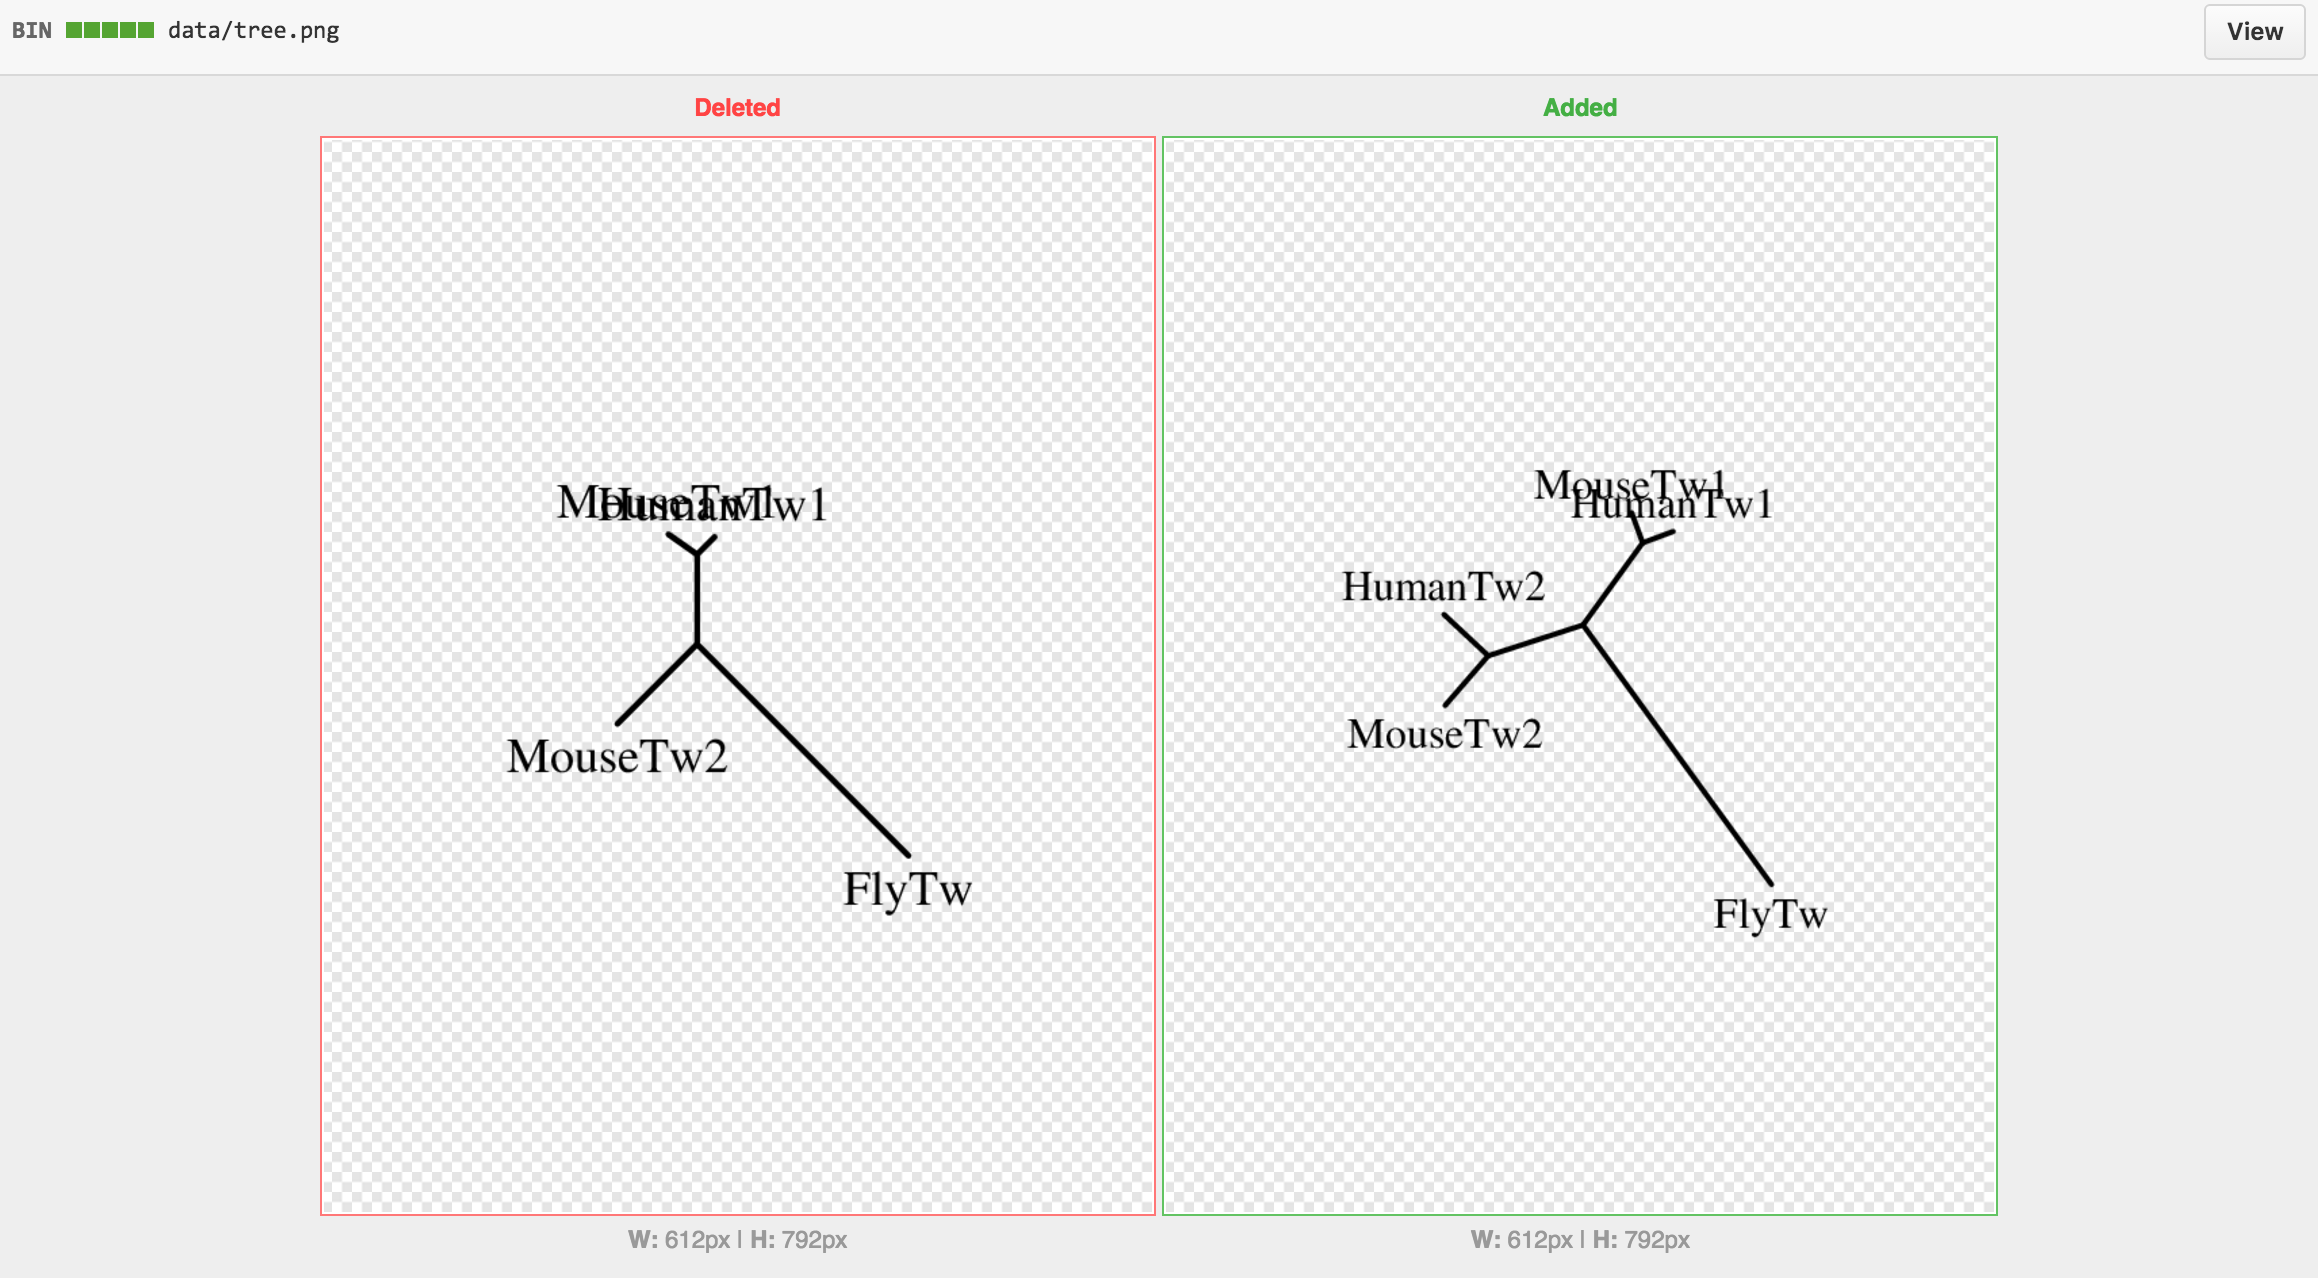 BIN data/tree.png View
Deleted
MouseTw1
HumanTw1
MouseTw2
FlyTw
W: 612px | H: 792px
Added
MouseTw1
HumanTw1
HumanTw2
MouseTw2
FlyTw
W: 612px | H: 792px